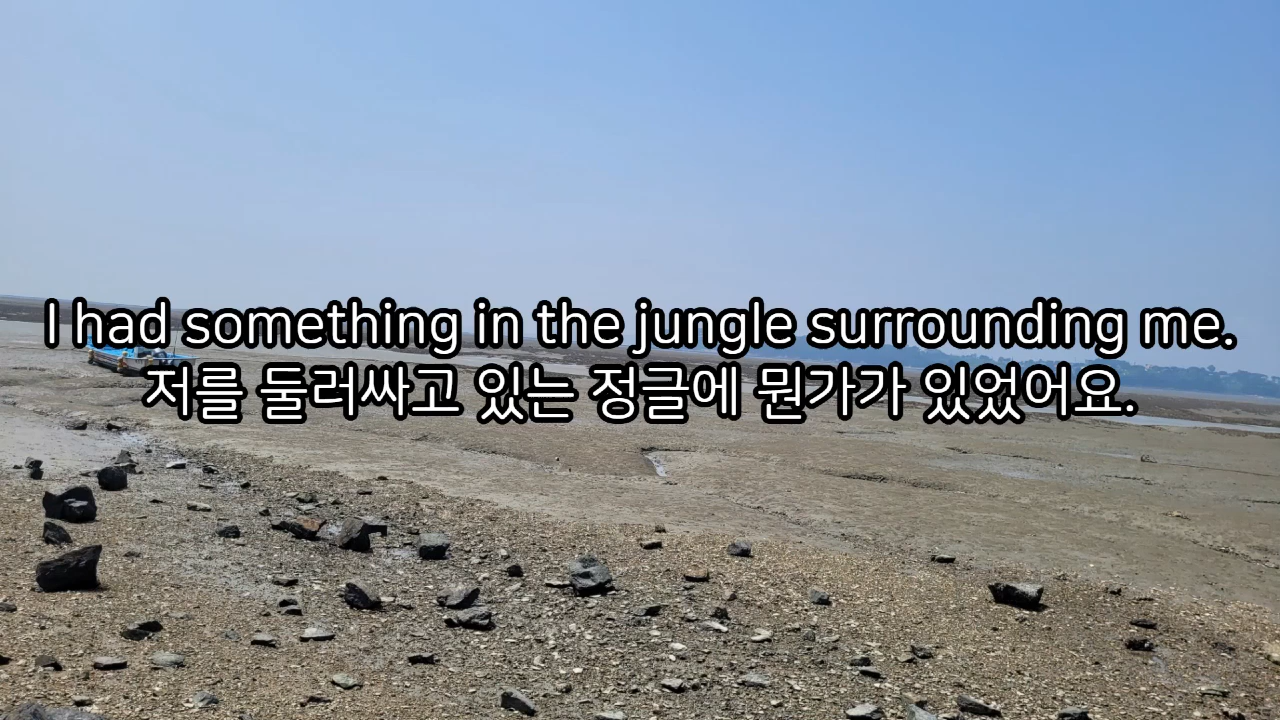 I had something in the jungle surrounding me.
저를 둘러싸고 있는 정글에 뭔가가 있었어요.